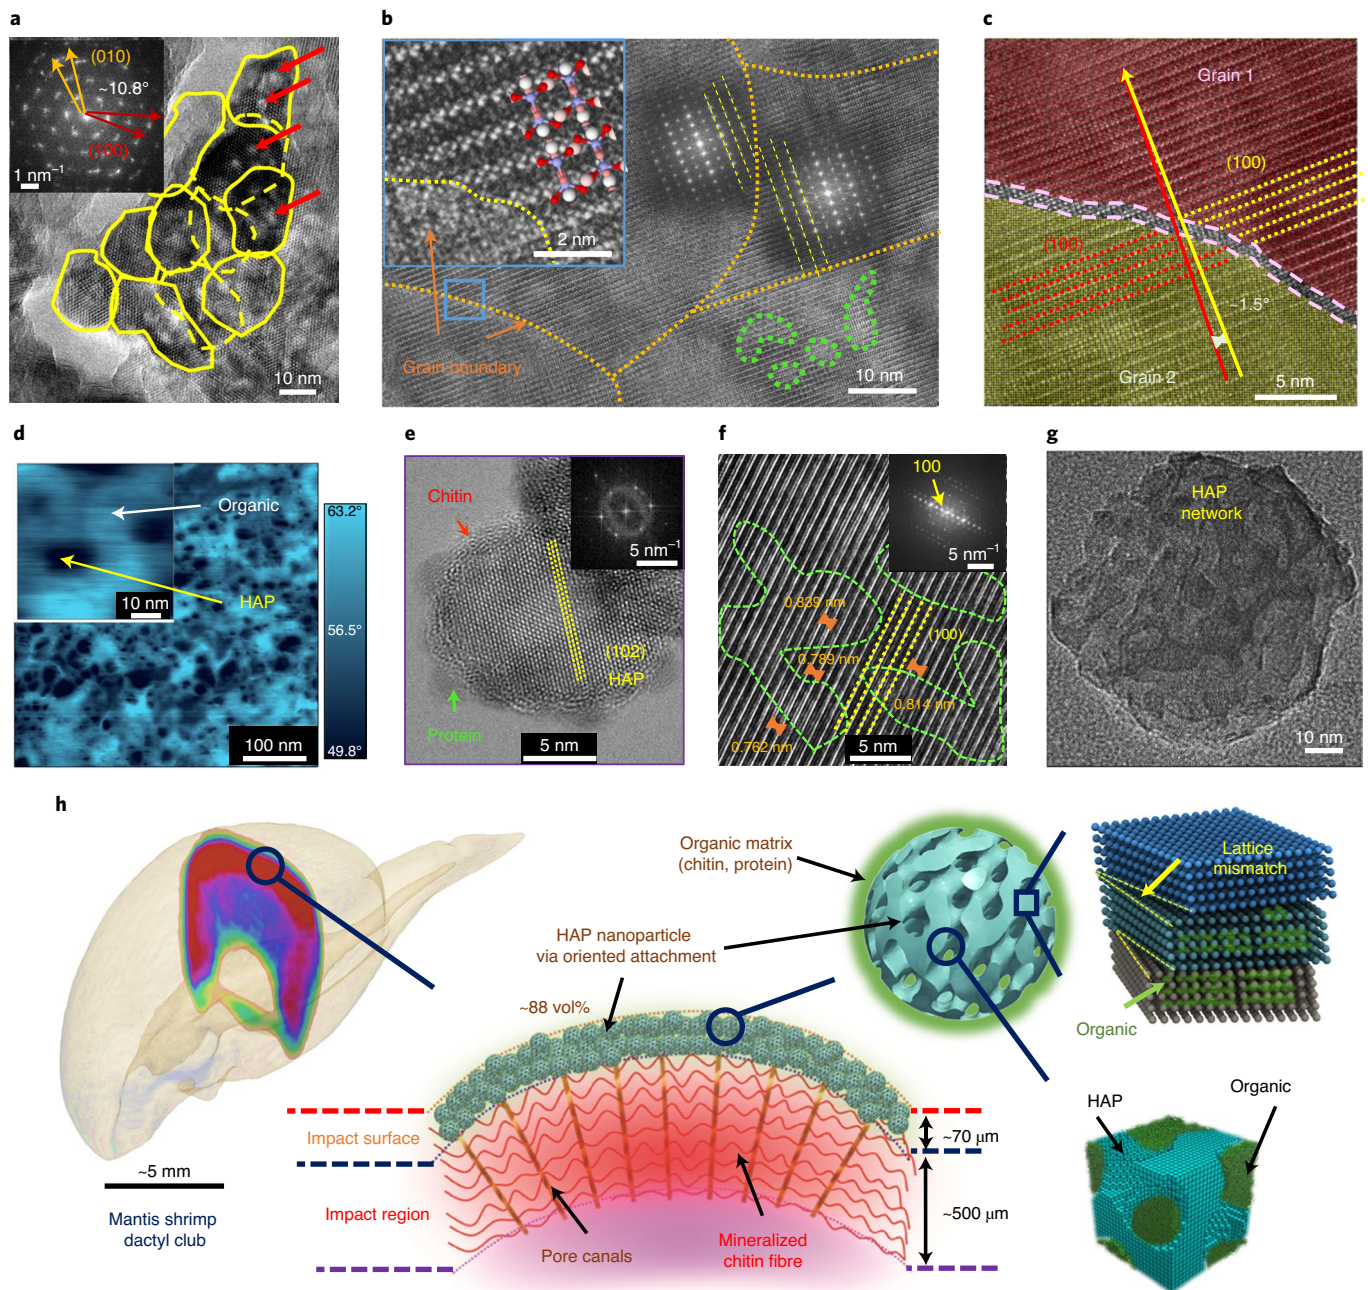 a
(010)
~10.8°
(100)
1 nm⁻¹
10 nm
b
2 nm
Grain boundary
10 nm
c
Grain 1
(100)
(100)
~1.5°
Grain 2
5 nm
d
Organic
10 nm
HAP
100 nm
63.2°
56.5°
49.8°
e
Chitin
5 nm⁻¹
(102)
HAP
Protein
5 nm
f
100
5 nm⁻¹
0.839 nm
(100)
0.789 nm
0.814 nm
0.762 nm
5 nm
g
HAP
network
10 nm
h
~5 mm
Mantis shrimp
dactyl club
Organic matrix
(chitin, protein)
HAP nanoparticle
via oriented attachment
~88 vol%
Impact surface
Impact region
Pore canals
Mineralized
chitin fibre
~70 μm
~500 μm
Lattice
mismatch
Organic
HAP
Organic